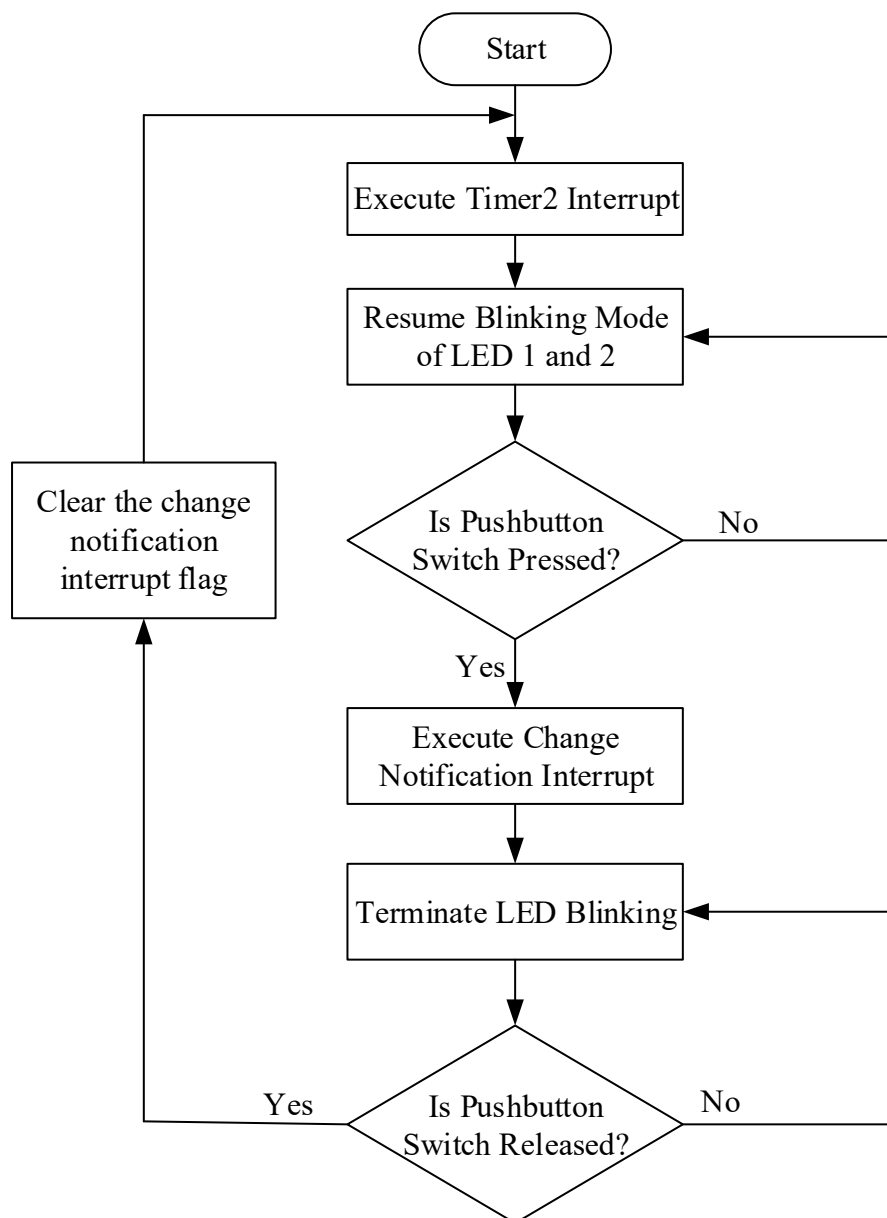 Start
Execute Timer2 Interrupt
Resume Blinking Mode
of LED 1 and 2
Clear the change
notification
interrupt flag
Is Pushbutton
Switch Pressed?
No
Yes
Execute Change
Notification Interrupt
Terminate LED Blinking
Yes
Is Pushbutton
Switch Released?
No